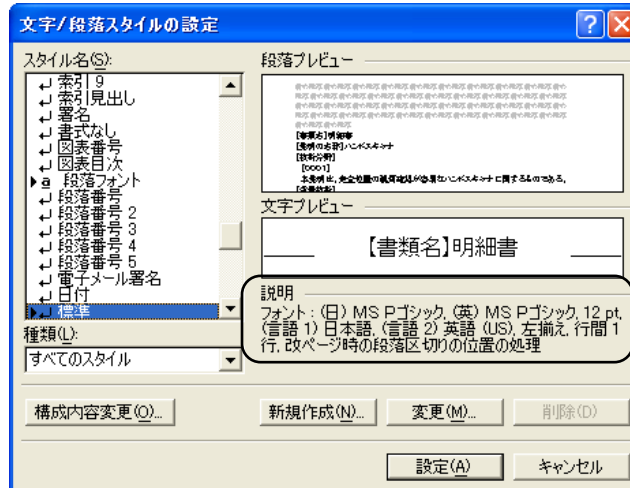 文字/段落スタイルの設定
スタイル名(S):
索引 9
索引見出し
署名
書式なし
図表番号
図表目次
a 段落フォント
段落番号
段落番号 2
段落番号 3
段落番号 4
段落番号 5
電子メール署名
日付
標準
種類(L):
すべてのスタイル
段落プレビュー
【書類名】明細書
【発明の名称】ハンドスキャナ
【技術分野】
【0001】
文字プレビュー
【書類名】明細書
説明
フォント : (日) MS Pゴシック, (英) MS Pゴシック, 12 pt,
(言語 1) 日本語, (言語 2) 英語 (US), 左揃え, 行間 1
行, 改ページ時の段落区切りの位置の処理
構成内容変更(O)...
新規作成(N)...
変更(M)...
削除(D)
設定(A)
キャンセル